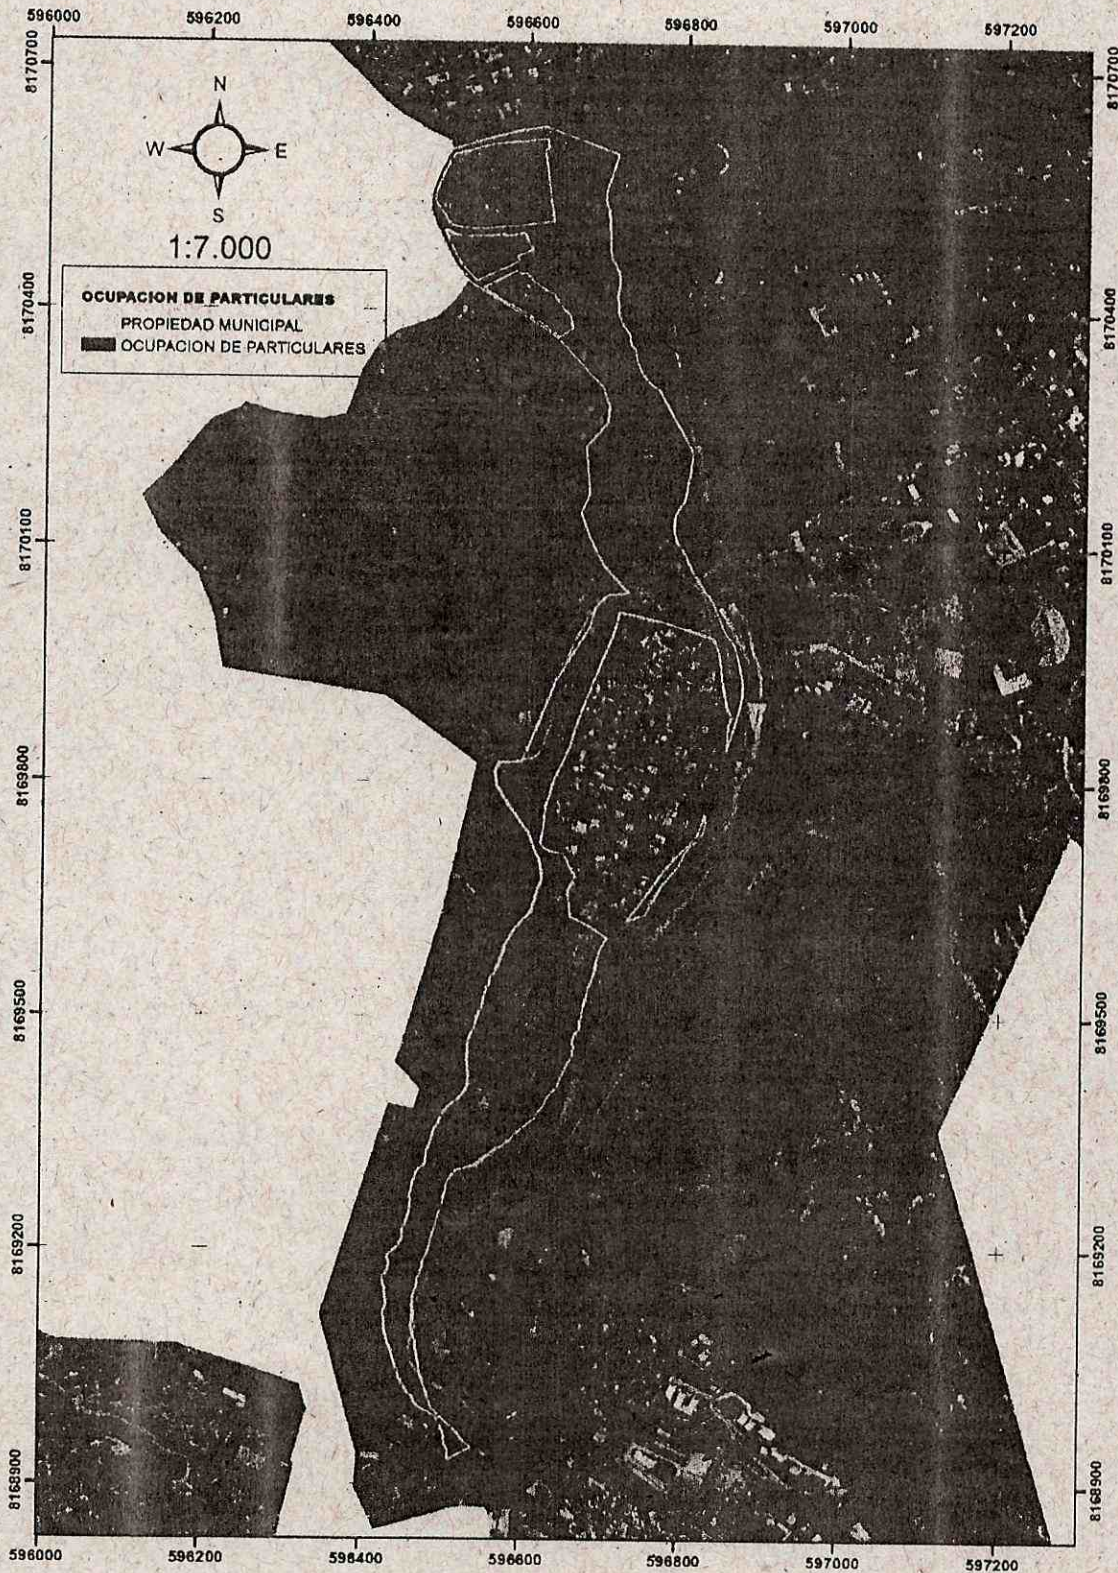 596000 596200 596400 596600 596800 597000 597200
8170700 8170700
N
W E
S
1:7.000
OCUPACION DE PARTICULARES
PROPIEDAD MUNICIPAL
OCUPACION DE PARTICULARES
8170400 8170400
8170100 8170100
8169800 8169800
8169500 8169500
8169200 8169200
8168900 8168900
596000 596200 596400 596600 596800 597000 597200